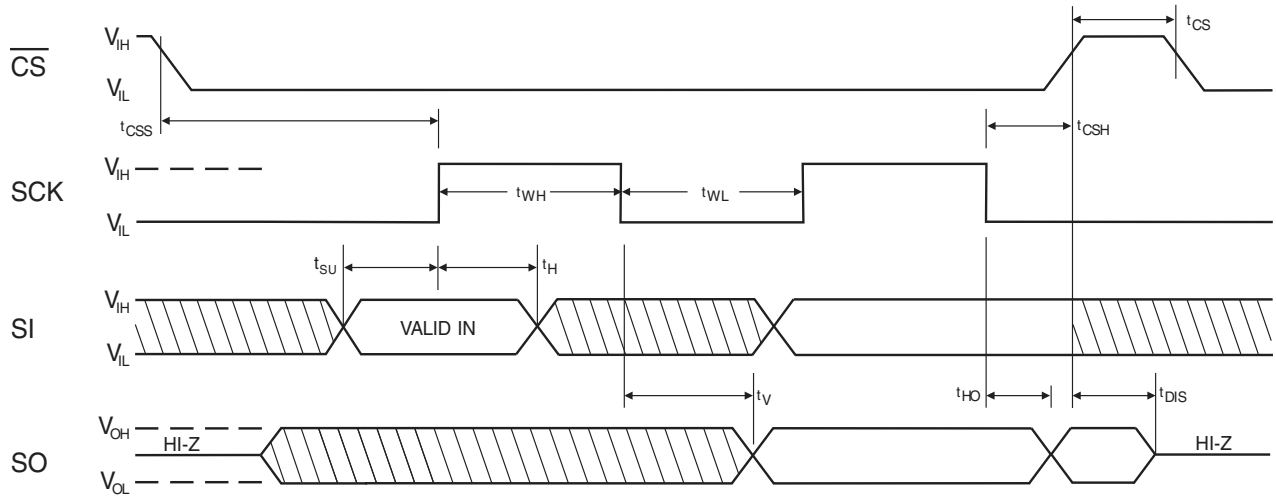 V_IH
t_CS
CS
V_IL
t_CSS
t_CSH
V_IH
SCK
t_WH
t_WL
V_IL
t_SU
t_H
V_IH
SI
VALID IN
V_IL
t_V
t_HO
t_DIS
V_OH
HI-Z
HI-Z
SO
V_OL